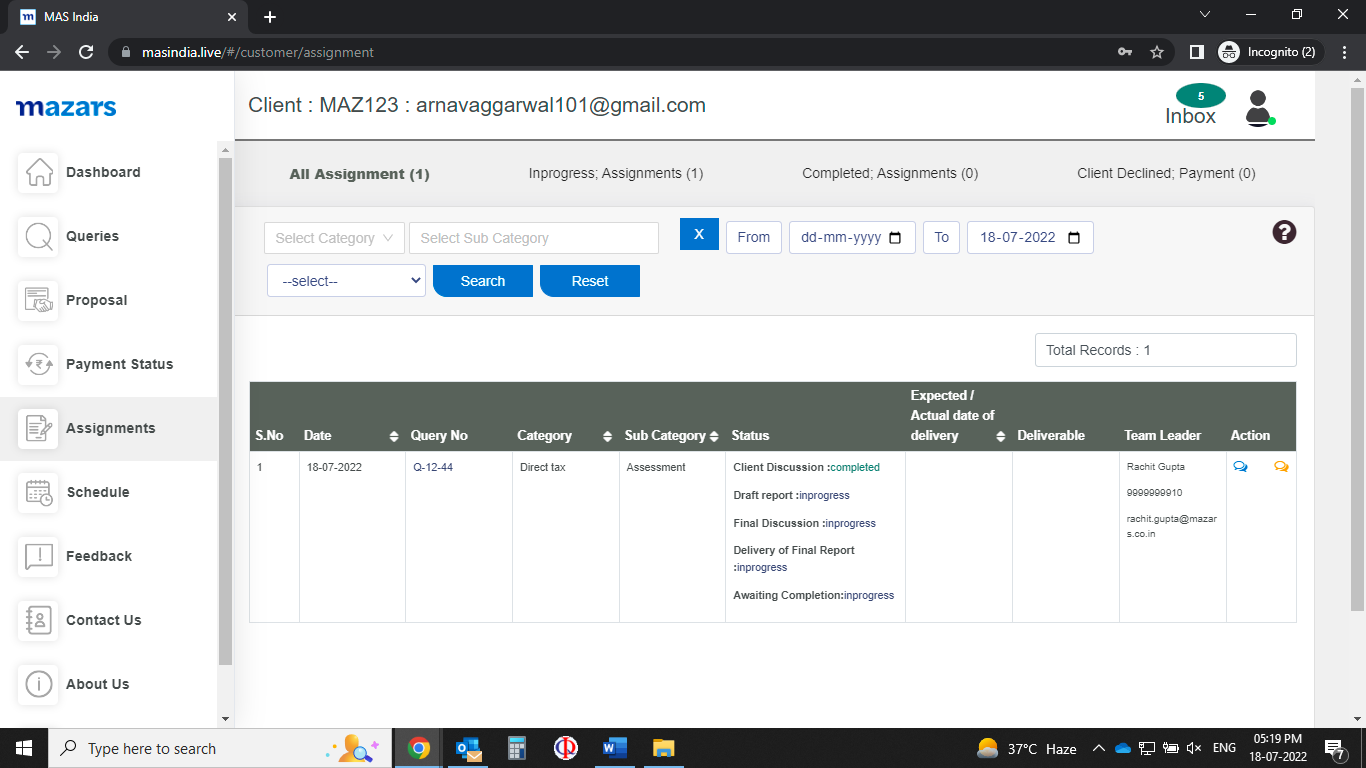 MAS India
masindia.live/#/customer/assignment
Incognito (2)
mazars
Client : MAZ123 : arnavaggarwal101@gmail.com
5
Inbox
Dashboard
Queries
Proposal
Payment Status
Assignments
Schedule
Feedback
Contact Us
About Us
All Assignment (1)
Inprogress; Assignments (1)
Completed; Assignments (0)
Client Declined; Payment (0)
Select Category
Select Sub Category
X
From
dd-mm-yyyy
To
18-07-2022
--select--
Search
Reset
Total Records : 1
S.No
Date
Query No
Category
Sub Category
Status
Expected /
Actual date of
delivery
Deliverable
Team Leader
Action
1
18-07-2022
Q-12-44
Direct tax
Assessment
Client Discussion :completed
Draft report :inprogress
Final Discussion :inprogress
Delivery of Final Report
:inprogress
Awaiting Completion:inprogress
Rachit Gupta
9999999910
rachit.gupta@mazar
s.co.in
Type here to search
37°C Haze
ENG
05:19 PM
18-07-2022
7